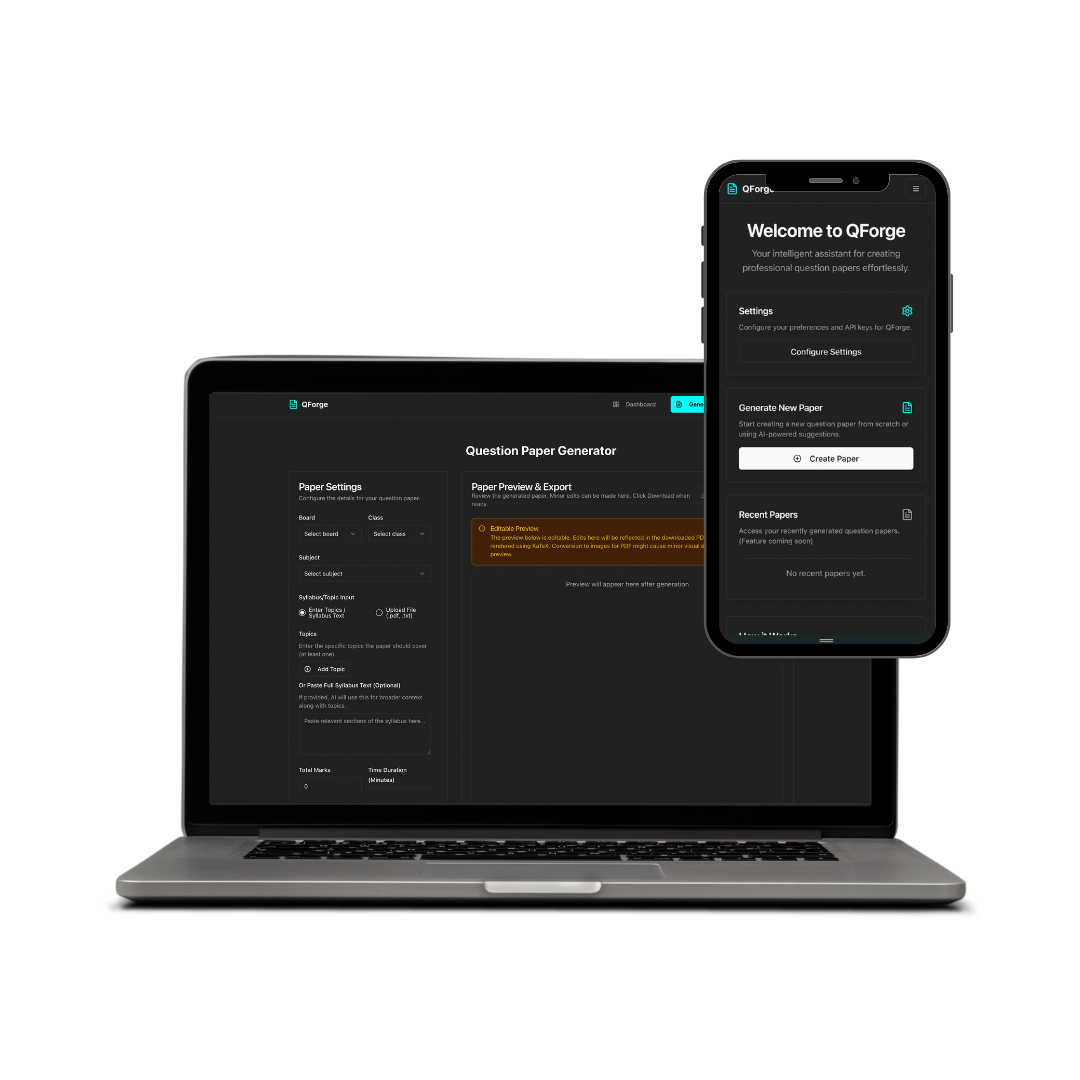 QForge
Dashboard
Question Paper Generator
Paper Settings
Configure the details for your question paper.
Board
Class
Select board
Select class
Subject
Select subject
Syllabus/Topic Input
Enter Topics /
Syllabus Text
Upload File
(.pdf, .txt)
Topics
Enter the specific topics the paper should cover
(at least one).
Add Topic
Or Paste Full Syllabus Text (Optional)
If provided, AI will use this for broader context
along with topics.
Paste relevant sections of the syllabus here...
Total Marks
Time Duration
(Minutes)
0
Paper Preview & Export
Review the generated paper. Minor edits can be made here. Click Download when
ready.
Editable Preview
The preview below is editable. Edits here will be reflected in the downloaded
rendered using KaTeX. Conversion to images for PDF might cause minor visual
preview.
Preview will appear here after generation
QForge
Welcome to QForge
Your intelligent assistant for creating
professional question papers effortlessly.
Settings
Configure your preferences and API keys for QForge.
Configure Settings
Generate New Paper
Start creating a new question paper from scratch or
using AI-powered suggestions.
Create Paper
Recent Papers
Access your recently generated question papers.
(Feature coming soon)
No recent papers yet.
How it Works